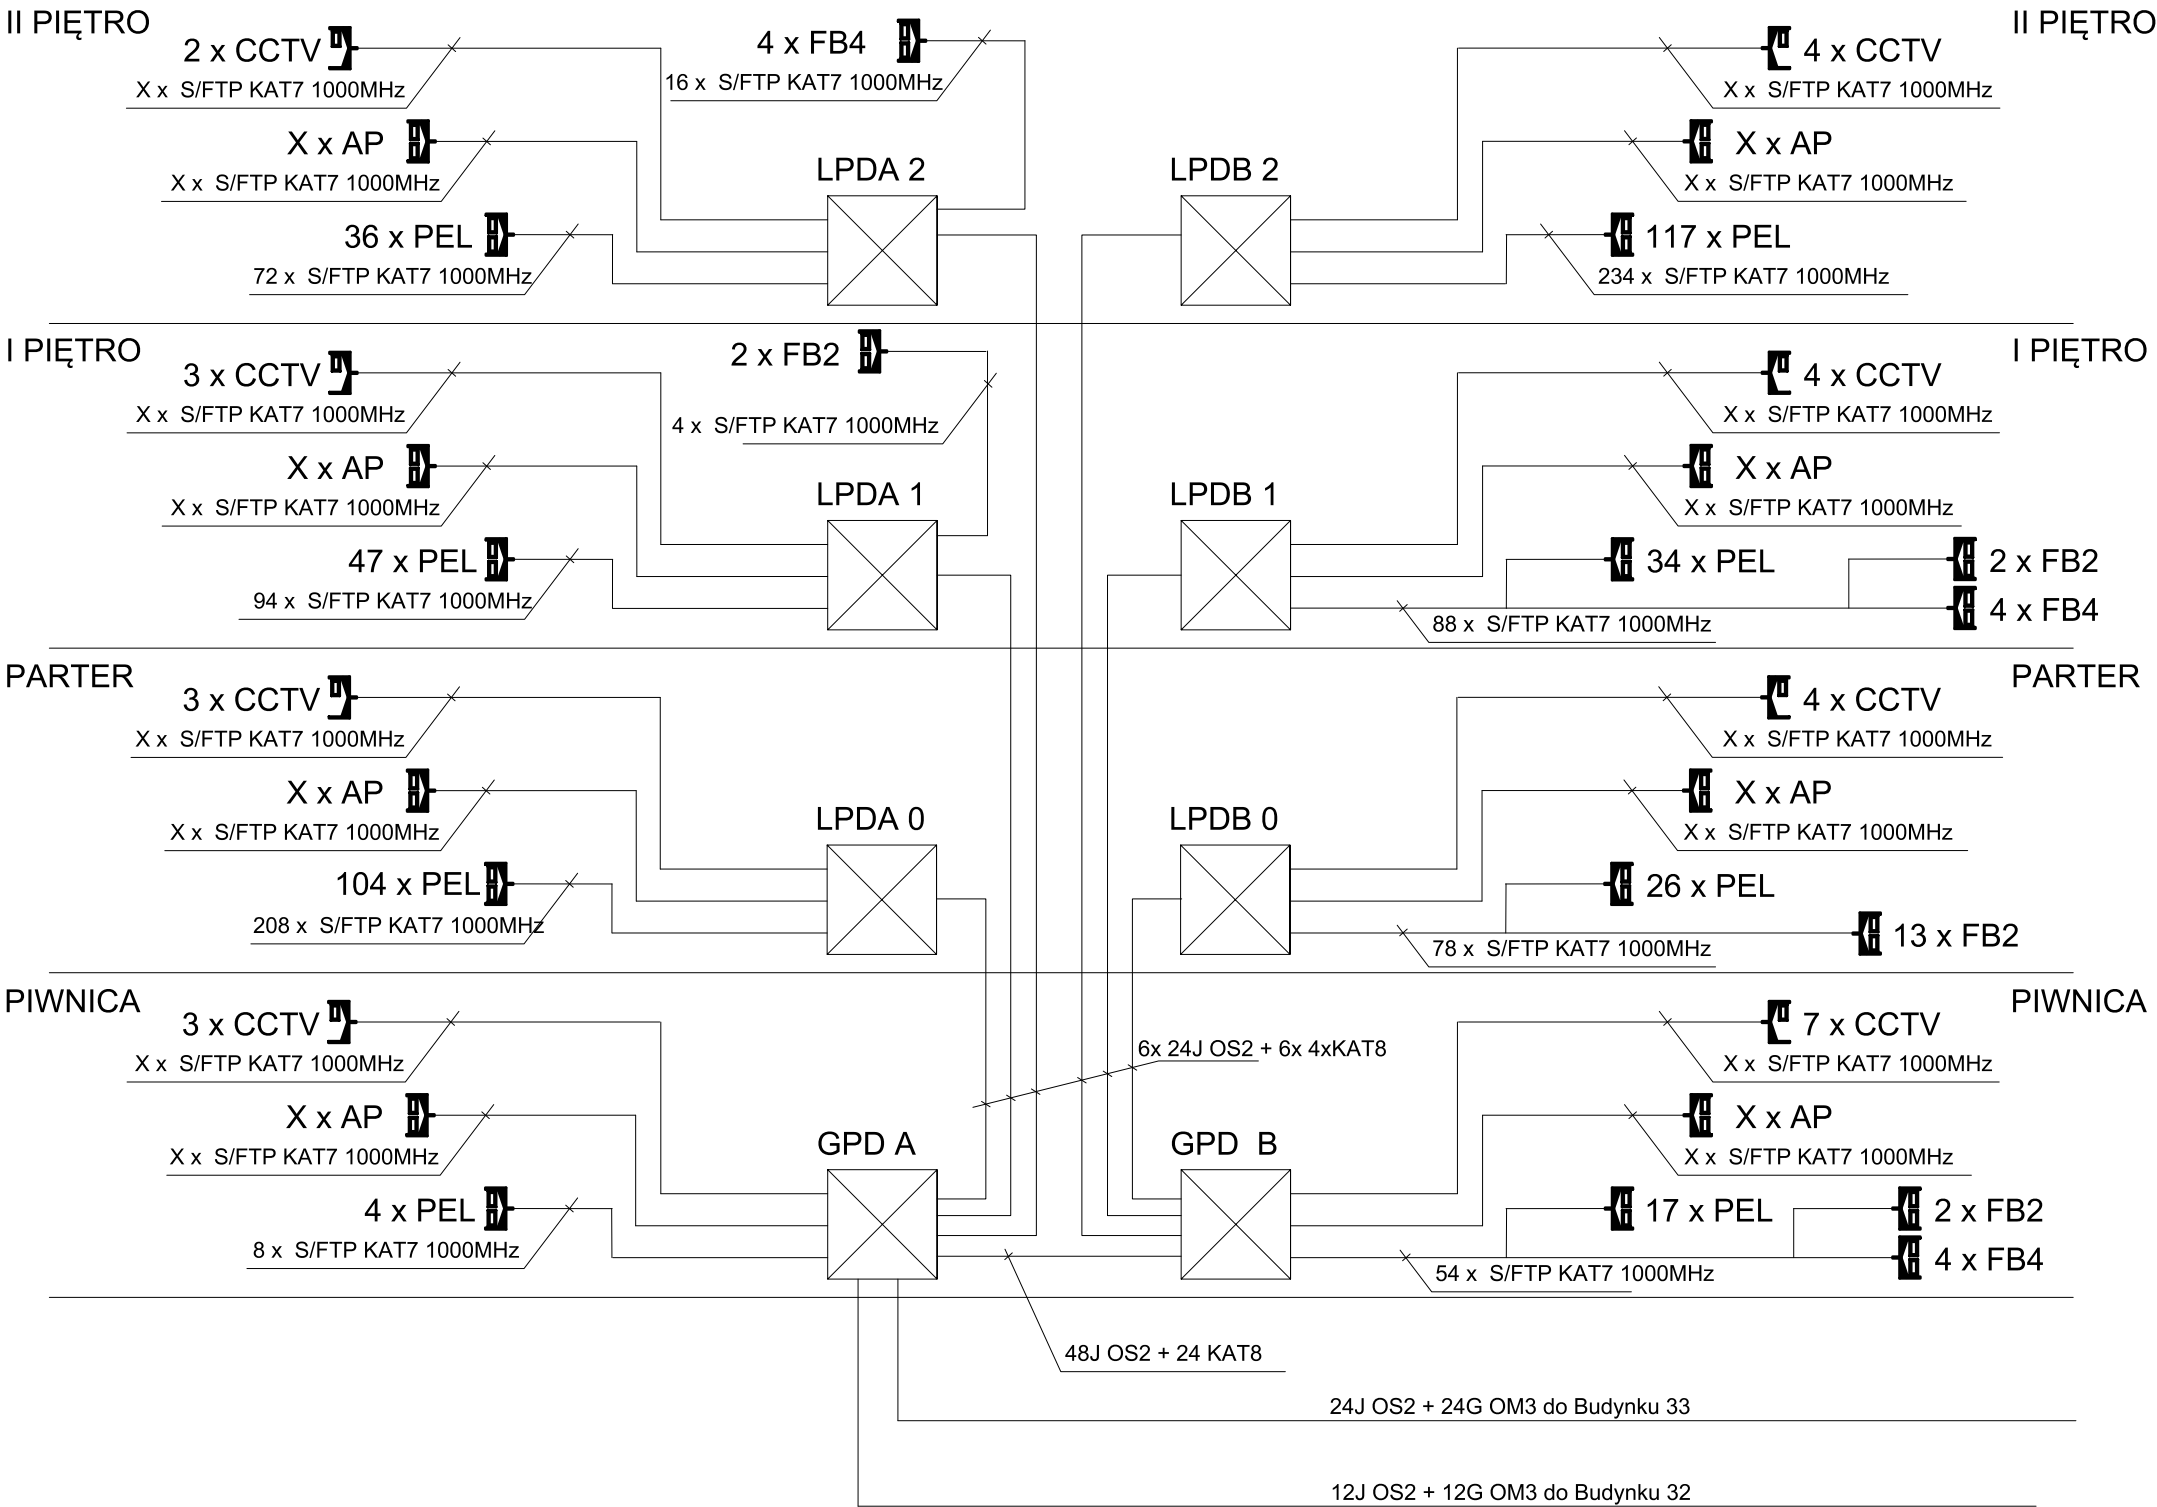 II PIĘTRO
2 x CCTV
X x  S/FTP KAT7 1000MHz
4 x FB4
16 x  S/FTP KAT7 1000MHz
II PIĘTRO
4 x CCTV
X x  S/FTP KAT7 1000MHz
X x AP
X x  S/FTP KAT7 1000MHz
LPDA 2
LPDB 2
X x AP
X x  S/FTP KAT7 1000MHz
36 x PEL
72 x  S/FTP KAT7 1000MHz
117 x PEL
234 x  S/FTP KAT7 1000MHz
I PIĘTRO
3 x CCTV
X x  S/FTP KAT7 1000MHz
2 x FB2
4 x  S/FTP KAT7 1000MHz
I PIĘTRO
4 x CCTV
X x  S/FTP KAT7 1000MHz
X x AP
X x  S/FTP KAT7 1000MHz
LPDA 1
LPDB 1
X x AP
X x  S/FTP KAT7 1000MHz
47 x PEL
94 x  S/FTP KAT7 1000MHz
34 x PEL
2 x FB2
4 x FB4
88 x  S/FTP KAT7 1000MHz
PARTER
3 x CCTV
X x  S/FTP KAT7 1000MHz
PARTER
4 x CCTV
X x  S/FTP KAT7 1000MHz
X x AP
X x  S/FTP KAT7 1000MHz
LPDA 0
LPDB 0
X x AP
X x  S/FTP KAT7 1000MHz
104 x PEL
208 x  S/FTP KAT7 1000MHz
26 x PEL
13 x FB2
78 x  S/FTP KAT7 1000MHz
PIWNICA
3 x CCTV
X x  S/FTP KAT7 1000MHz
6x 24J OS2 + 6x 4xKAT8
PIWNICA
7 x CCTV
X x  S/FTP KAT7 1000MHz
X x AP
X x  S/FTP KAT7 1000MHz
GPD A
GPD  B
X x AP
X x  S/FTP KAT7 1000MHz
4 x PEL
8 x  S/FTP KAT7 1000MHz
17 x PEL
2 x FB2
4 x FB4
54 x  S/FTP KAT7 1000MHz
48J OS2 + 24 KAT8
24J OS2 + 24G OM3 do Budynku 33
12J OS2 + 12G OM3 do Budynku 32